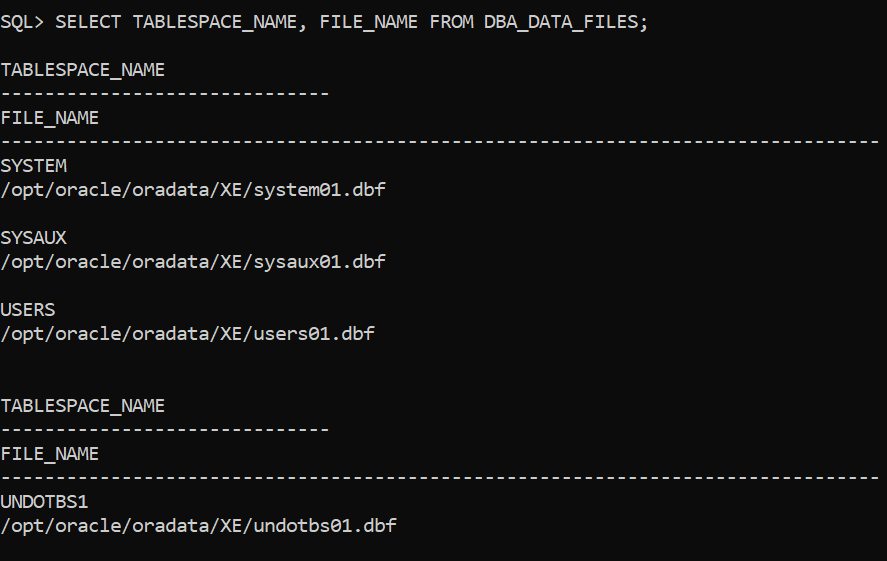 SQL> SELECT TABLESPACE_NAME, FILE_NAME FROM DBA_DATA_FILES;
TABLESPACE_NAME
------------------------------
FILE_NAME
--------------------------------------------------------------------------------
SYSTEM
/opt/oracle/oradata/XE/system01.dbf
SYSAUX
/opt/oracle/oradata/XE/sysaux01.dbf
USERS
/opt/oracle/oradata/XE/users01.dbf
TABLESPACE_NAME
------------------------------
FILE_NAME
--------------------------------------------------------------------------------
UNDOTBS1
/opt/oracle/oradata/XE/undotbs01.dbf